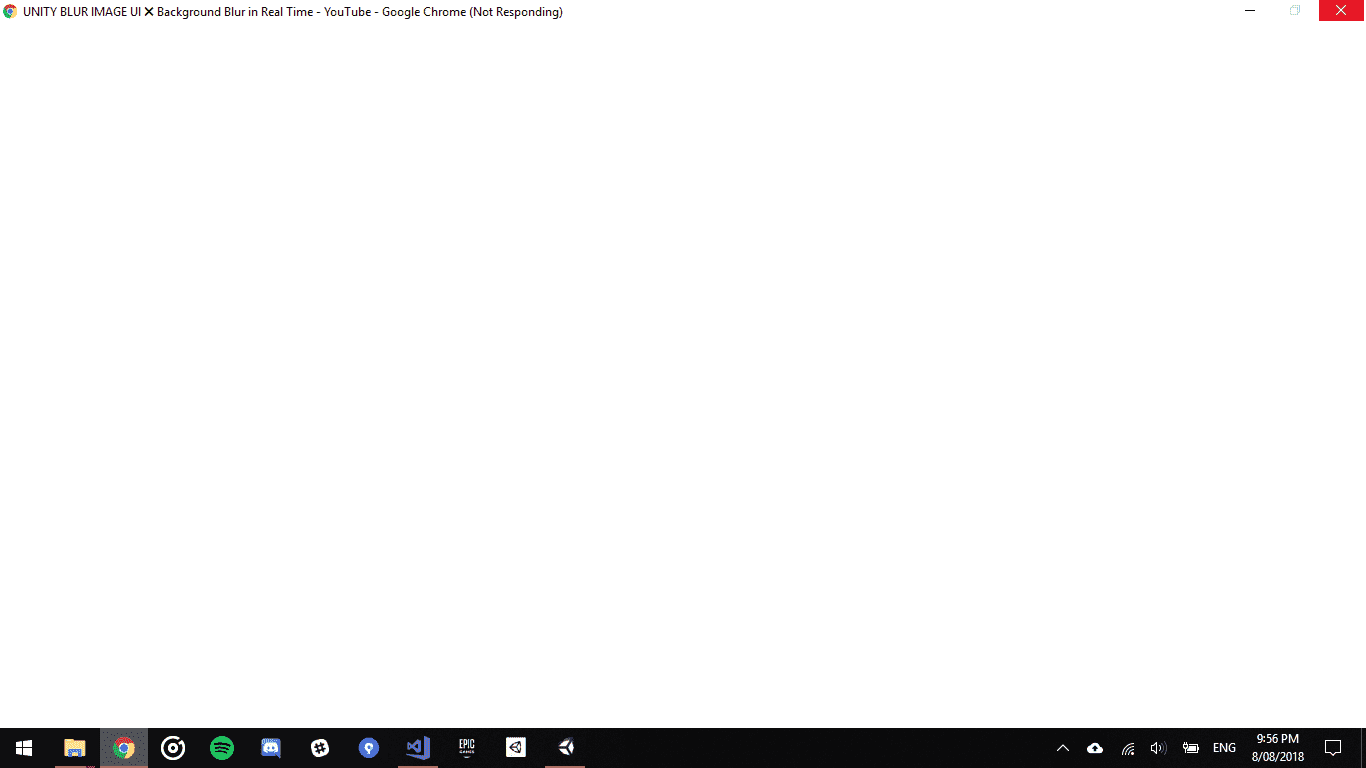 UNITY BLUR IMAGE UI ❌ Background Blur in Real Time - YouTube - Google Chrome (Not Responding)
EPIC
GAMES
ENG
9:56 PM
8/08/2018